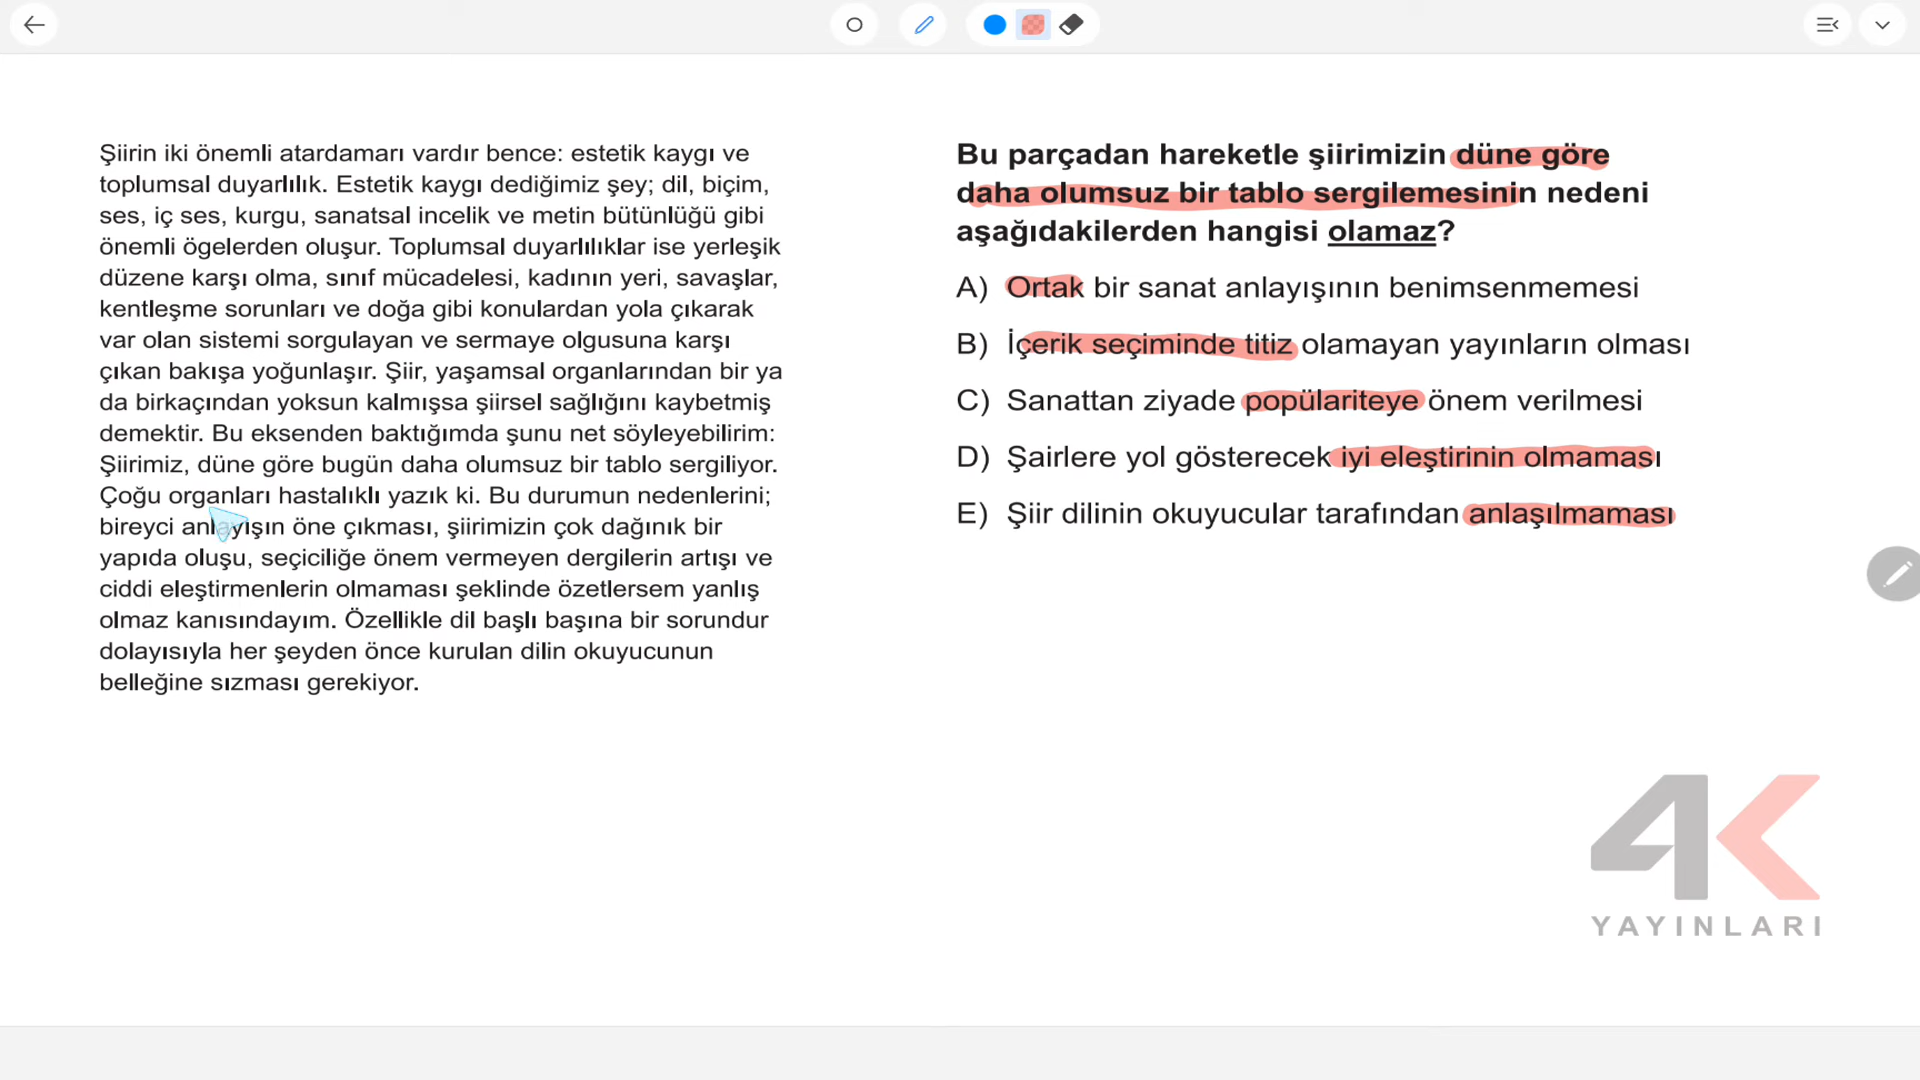 Şiirin iki önemli atardamarı vardır bence: estetik kaygı ve
toplumsal duyarlılık. Estetik kaygı dediğimiz şey; dil, biçim,
ses, iç ses, kurgu, sanatsal incelik ve metin bütünlüğü gibi
önemli ögelerden oluşur. Toplumsal duyarlılıklar ise yerleşik
düzene karşı olma, sınıf mücadelesi, kadının yeri, savaşlar,
kentleşme sorunları ve doğa gibi konulardan yola çıkarak
var olan sistemi sorgulayan ve sermaye olgusuna karşı
çıkan bakışa yoğunlaşır. Şiir, yaşamsal organlarından bir ya
da birkaçından yoksun kalmışsa şiirsel sağlığını kaybetmiş
demektir. Bu eksenden baktığımda şunu net söyleyebilirim:
Şiirimiz, düne göre bugün daha olumsuz bir tablo sergiliyor.
Çoğu organları hastalıklı yazık ki. Bu durumun nedenlerini;
bireyci anlayışın öne çıkması, şiirimizin çok dağınık bir
yapıda oluşu, seçiciliğe önem vermeyen dergilerin artışı ve
ciddi eleştirmenlerin olmaması şeklinde özetlersem yanlış
olmaz kanısındayım. Özellikle dil başlı başına bir sorundur
dolayısıyla her şeyden önce kurulan dilin okuyucunun
belleğine sızması gerekiyor.
Bu parçadan hareketle şiirimizin düne göre
daha olumsuz bir tablo sergilemesinin nedeni
aşağıdakilerden hangisi olamaz?
A) Ortak bir sanat anlayışının benimsenmemesi
B) İçerik seçiminde titiz olamayan yayınların olması
C) Sanattan ziyade popülariteye önem verilmesi
D) Şairlere yol gösterecek iyi eleştirinin olmaması
E) Şiir dilinin okuyucular tarafından anlaşılmaması
4K
YAYINLARI